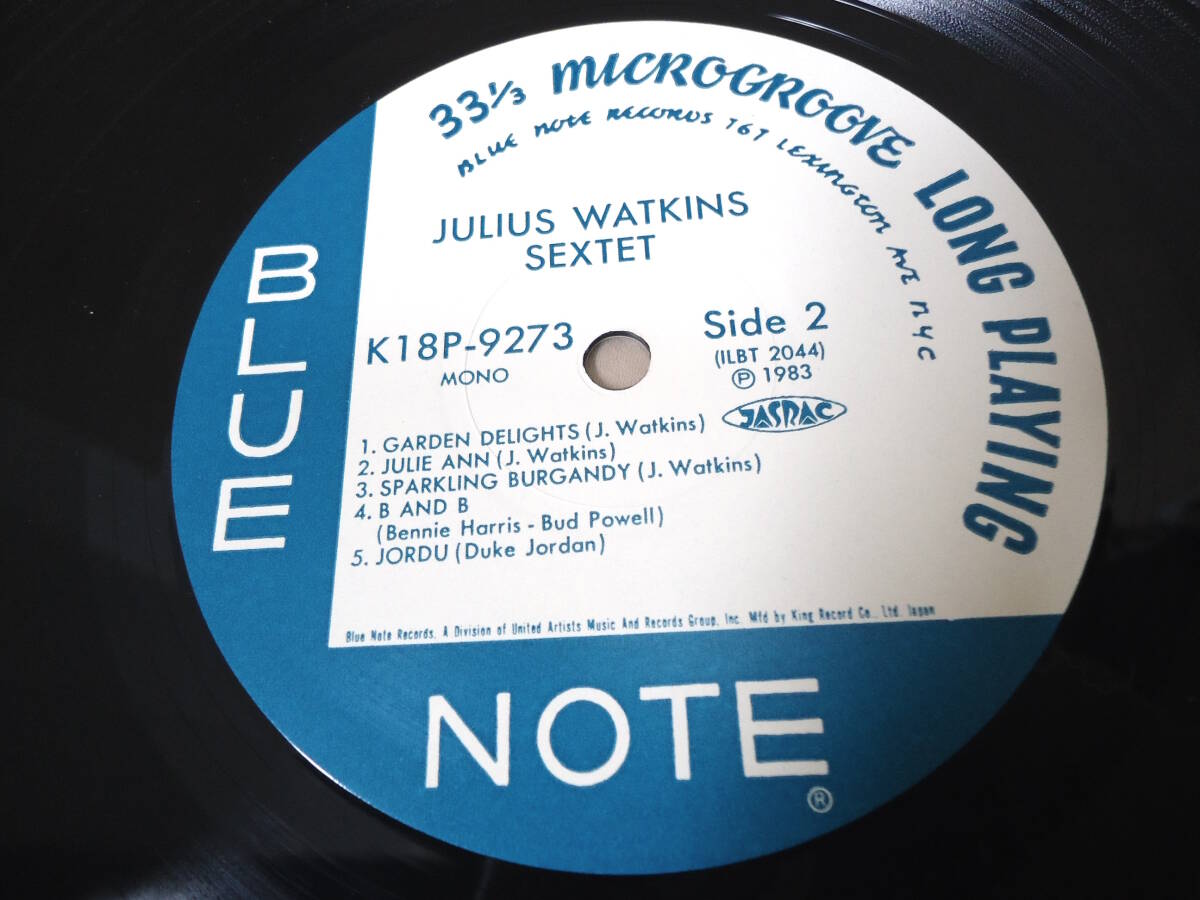 33⅓ MICROGROOVE LONG PLAYING
BLUE NOTE RECORDS 767 LEXINGTON AVE NYC
JULIUS WATKINS
SEXTET
K18P-9273
MONO
Side 2
(ILBT 2044)
Ⓟ 1983
JASRAC
1. GARDEN DELIGHTS (J. Watkins)
2. JULIE ANN (J. Watkins)
3. SPARKLING BURGANDY (J. Watkins)
4. B AND B
(Bennie Harris - Bud Powell)
5. JORDU (Duke Jordan)
Blue Note Records, A Division of United Artists Music And Records Group, Inc. Mfd by King Record Co., Ltd. Japan
BLUE
NOTE
®